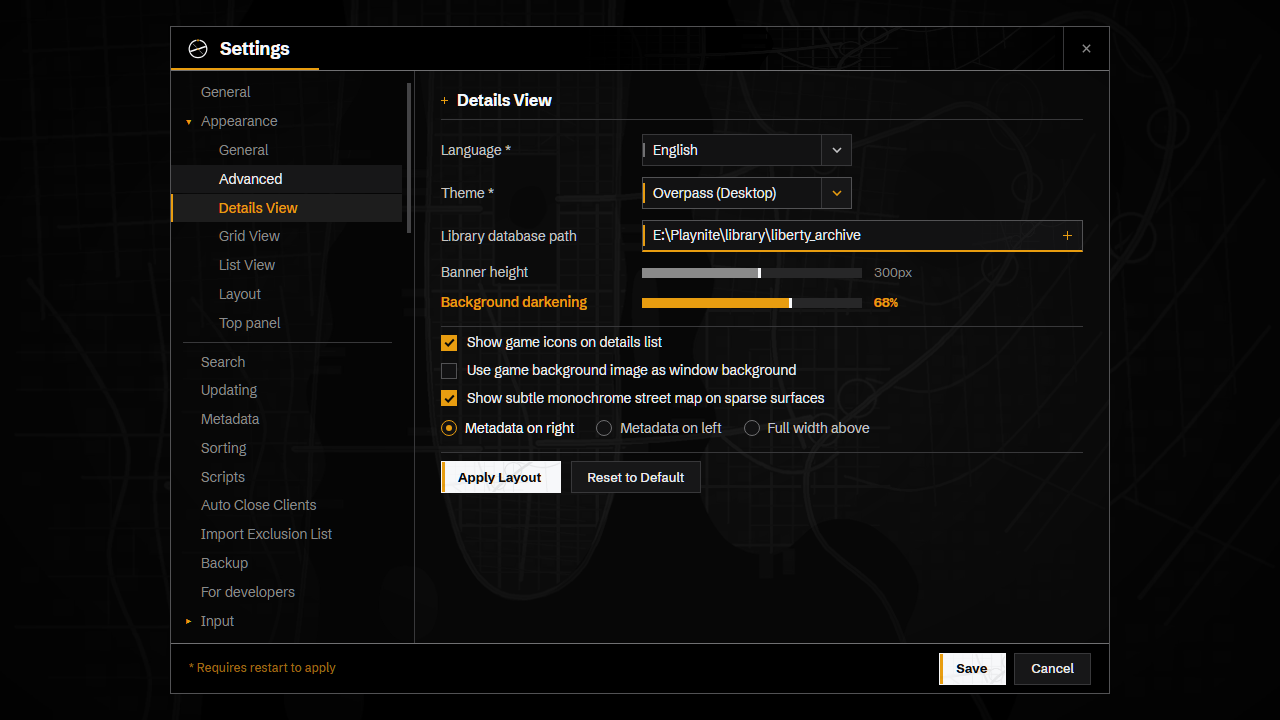 Settings
General
Appearance
General
Advanced
Details View
Grid View
List View
Layout
Top panel
Search
Updating
Metadata
Sorting
Scripts
Auto Close Clients
Import Exclusion List
Backup
For developers
Input
Details View
Language * English
Theme * Overpass (Desktop)
Library database path E:\Playnite\library\liberty_archive
Banner height 300px
Background darkening 68%
Show game icons on details list
Use game background image as window background
Show subtle monochrome street map on sparse surfaces
Metadata on right Metadata on left Full width above
Apply Layout Reset to Default
* Requires restart to apply
Save Cancel